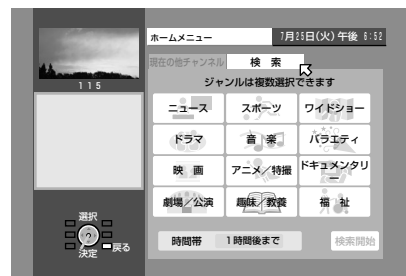 ホームメニュー
7月25日(火)午後 6:52
現在の他チャンネル
検 索
115
ジャンルは複数選択できます
ニュース
スポーツ
ワイドショー
ドラマ
音 楽
バラエティ
映 画
アニメ/特撮
ドキュメンタリー
劇場/公演
趣味/教養
福 祉
選択
決定
戻る
時間帯
1時間後まで
検索開始